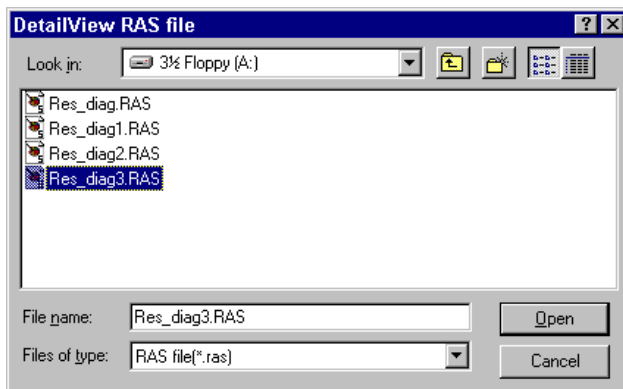 DetailView RAS file
Look in: 3½ Floppy (A:)
Res_diag.RAS
Res_diag1.RAS
Res_diag2.RAS
Res_diag3.RAS
File name: Res_diag3.RAS Open
Files of type: RAS file(*.ras) Cancel